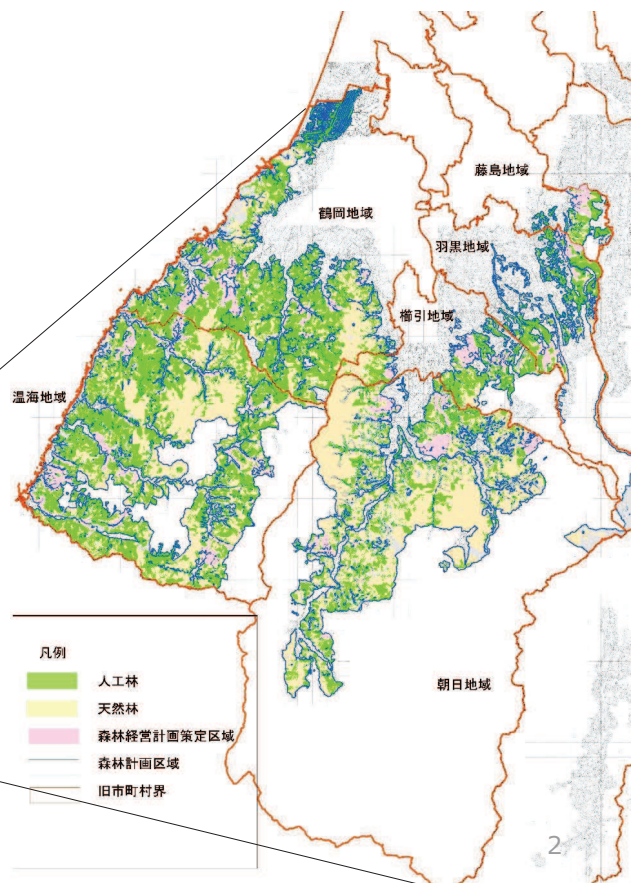 藤島地域
鶴岡地域
羽黒地域
櫛引地域
温海地域
朝日地域
凡例
人工林
天然林
森林経営計画策定区域
森林計画区域
旧市町村界
2